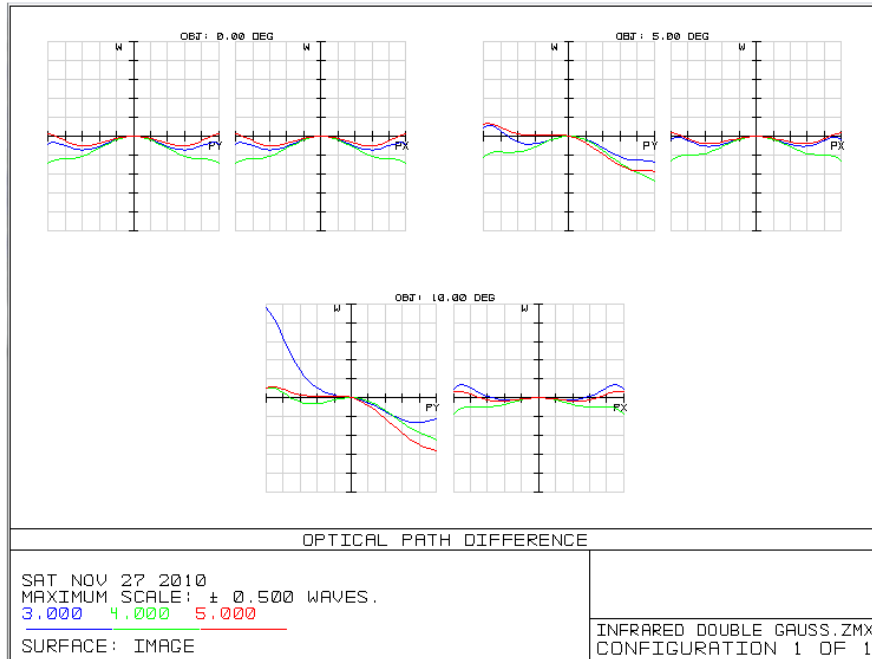 OBJ: 0.00 DEG
OBJ: 5.00 DEG
W
W
W
W
PY
PX
PY
PX
OBJ: 10.00 DEG
W
W
PY
PX
OPTICAL PATH DIFFERENCE
SAT NOV 27 2010
MAXIMUM SCALE: ± 0.500 WAVES.
3.000 4.000 5.000
SURFACE: IMAGE
INFRARED DOUBLE GAUSS.ZMX
CONFIGURATION 1 OF 1